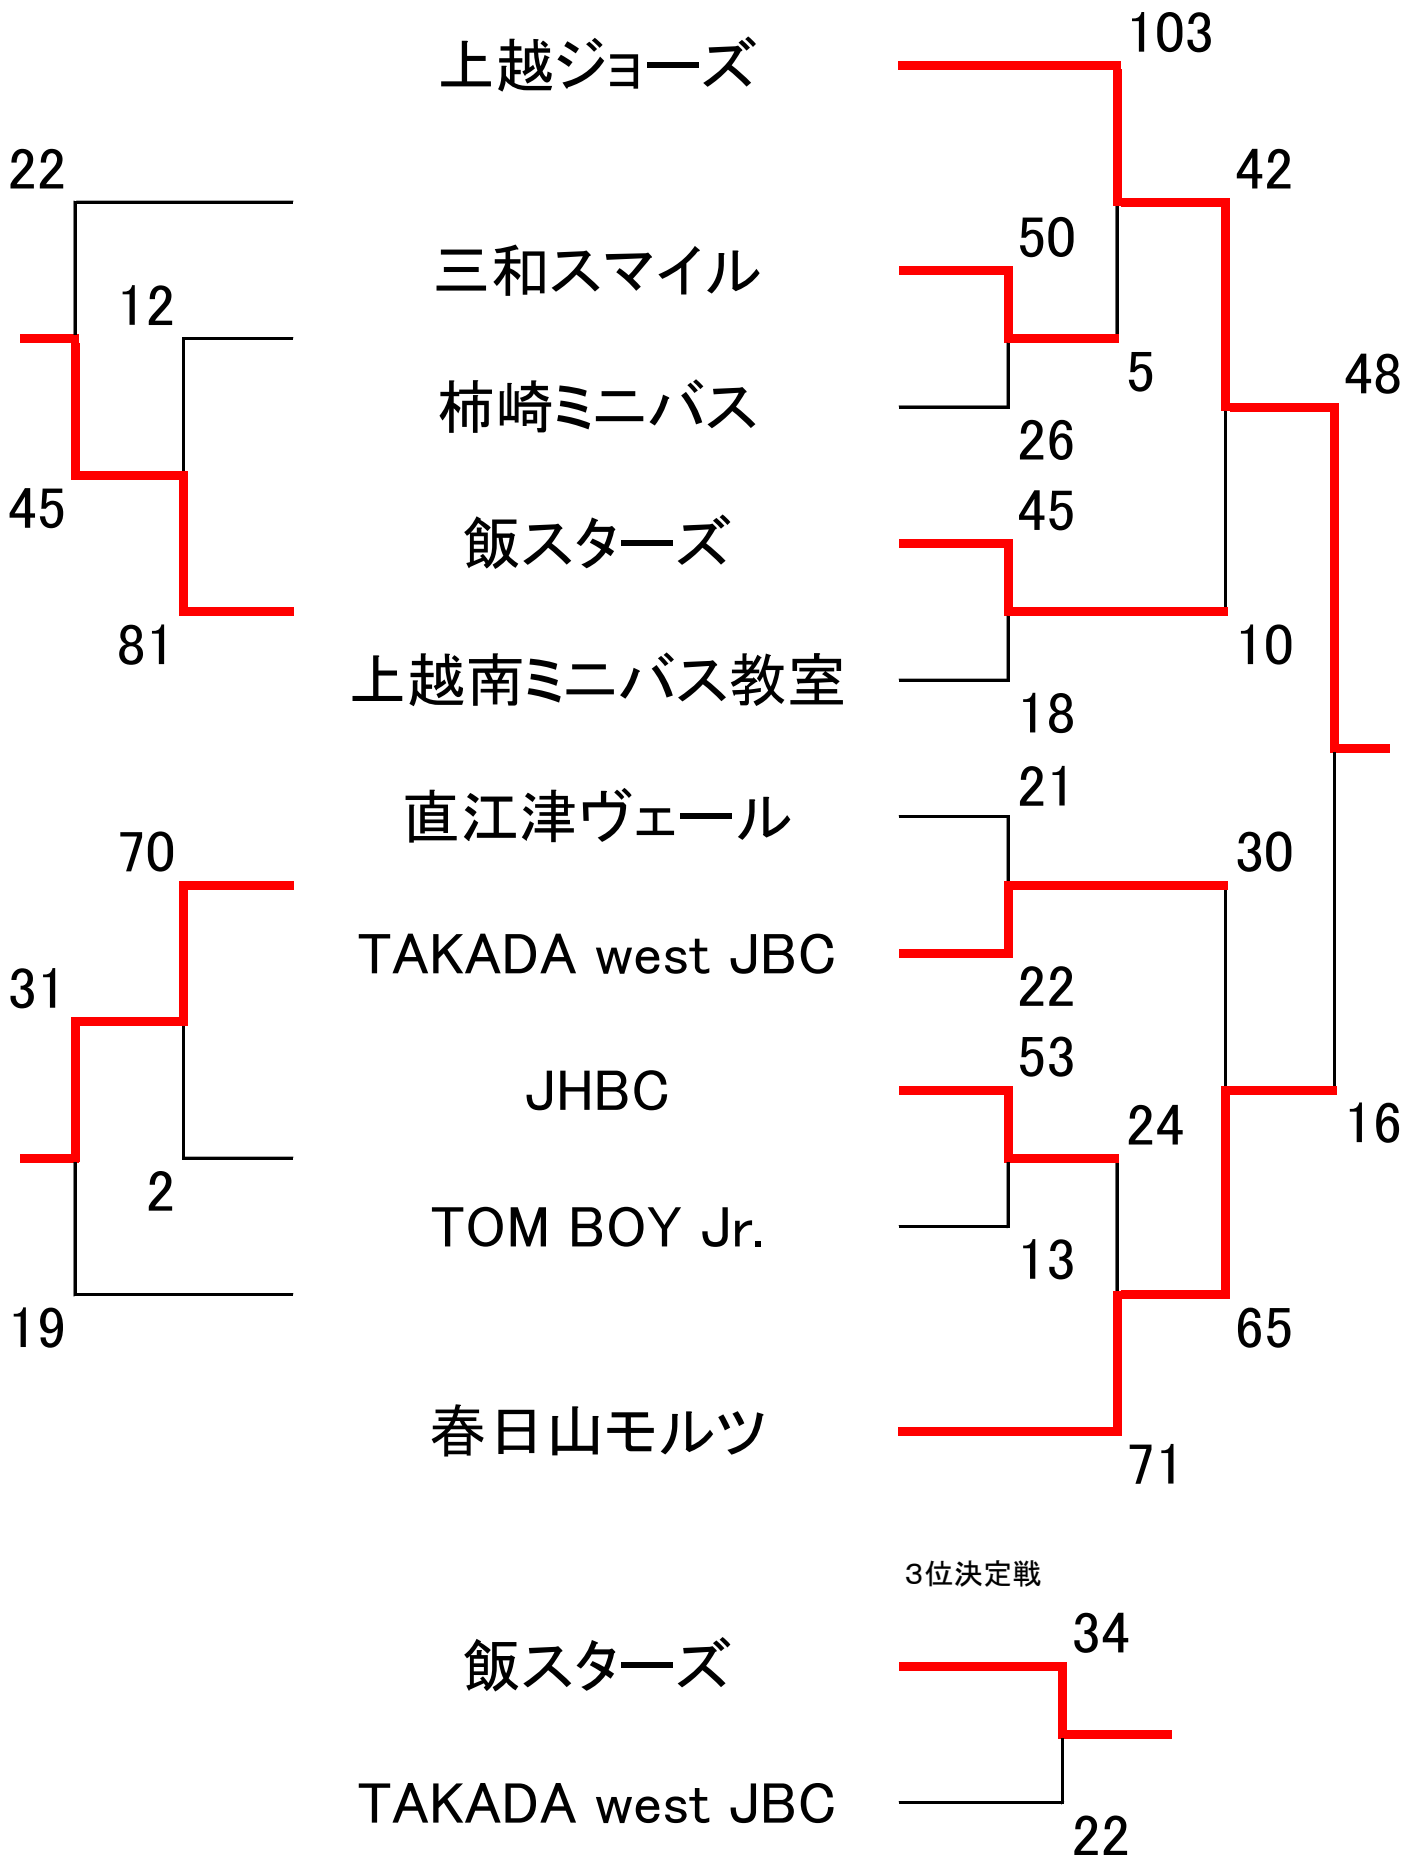 103
上越ジョーズ
22
42
50
三和スマイル
12
5
48
柿崎ミニバス
26
45
45
飯スターズ
81
10
上越南ミニバス教室
18
21
直江津ヴェール
70
30
TAKADA west JBC
31
22
53
JHBC
24
16
2
TOM BOY Jr.
13
19
65
春日山モルツ
71
3位決定戦
34
飯スターズ
TAKADA west JBC
22